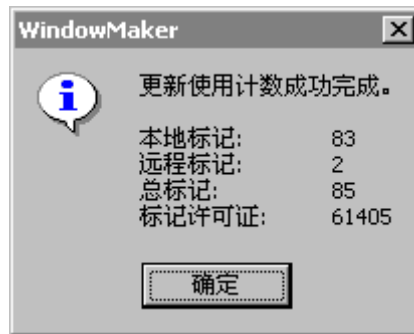 WindowMaker
更新使用计数成功完成。
本地标记: 83
远程标记: 2
总标记: 85
标记许可证: 61405
确定